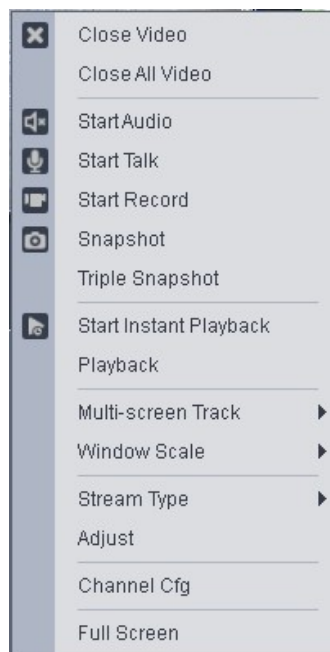 Close Video
Close All Video
Start Audio
Start Talk
Start Record
Snapshot
Triple Snapshot
Start Instant Playback
Playback
Multi-screen Track
Window Scale
Stream Type
Adjust
Channel Cfg
Full Screen